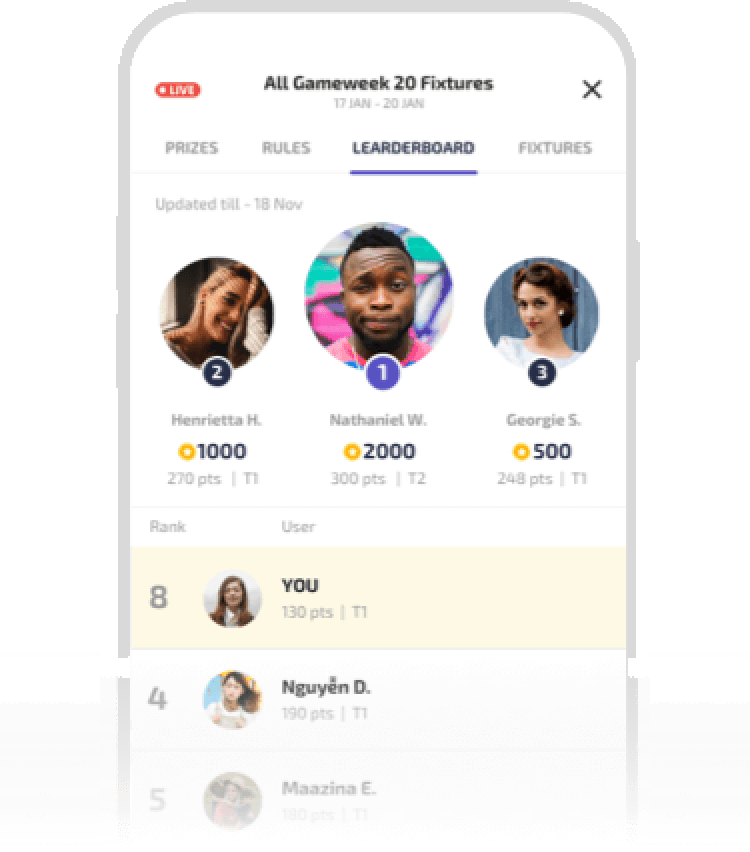 LIVE
All Gameweek 20 Fixtures
17 JAN - 20 JAN
PRIZES RULES LEARDERBOARD FIXTURES
Updated till - 18 Nov
2 1 3
Henrietta H. Nathaniel W. Georgie S.
1000 2000 500
270 pts | T1 300 pts | T2 248 pts | T1
Rank User
8 YOU
130 pts | T1
4 Nguyễn D.
190 pts | T1
5 Maazina E.
180 pts | T1